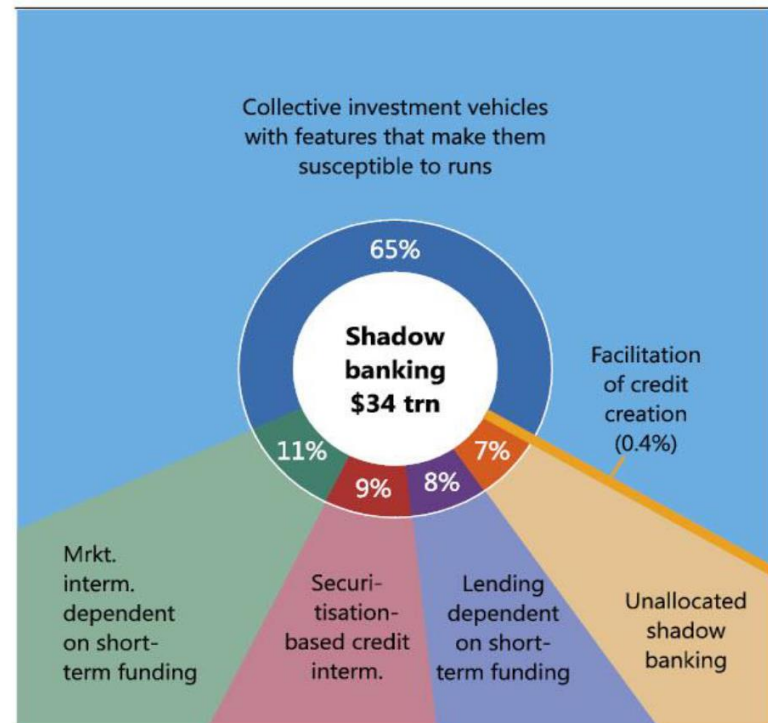 Collective investment vehicles
with features that make them
susceptible to runs
65%
Shadow
banking
$34 trn
Facilitation
of credit
creation
(0.4%)
11%
9%
8%
7%
Mrkt.
interm.
dependent
on short-
term funding
Securi-
tisation-
based credit
interm.
Lending
dependent
on short-
term funding
Unallocated
shadow
banking